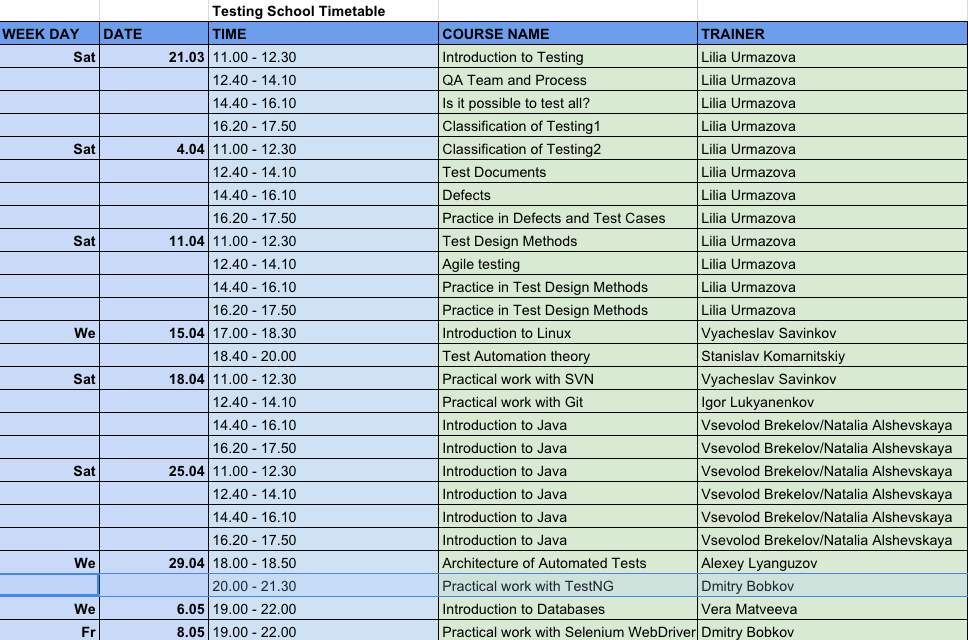 Testing School Timetable
WEEK DAY DATE TIME COURSE NAME TRAINER
Sat 21.03 11.00 - 12.30 Introduction to Testing Lilia Urmazova
12.40 - 14.10 QA Team and Process Lilia Urmazova
14.40 - 16.10 Is it possible to test all? Lilia Urmazova
16.20 - 17.50 Classification of Testing1 Lilia Urmazova
Sat 4.04 11.00 - 12.30 Classification of Testing2 Lilia Urmazova
12.40 - 14.10 Test Documents Lilia Urmazova
14.40 - 16.10 Defects Lilia Urmazova
16.20 - 17.50 Practice in Defects and Test Cases Lilia Urmazova
Sat 11.04 11.00 - 12.30 Test Design Methods Lilia Urmazova
12.40 - 14.10 Agile testing Lilia Urmazova
14.40 - 16.10 Practice in Test Design Methods Lilia Urmazova
16.20 - 17.50 Practice in Test Design Methods Lilia Urmazova
We 15.04 17.00 - 18.30 Introduction to Linux Vyacheslav Savinkov
18.40 - 20.00 Test Automation theory Stanislav Komarnitskiy
Sat 18.04 11.00 - 12.30 Practical work with SVN Vyacheslav Savinkov
12.40 - 14.10 Practical work with Git Igor Lukyanenkov
14.40 - 16.10 Introduction to Java Vsevolod Brekelov/Natalia Alshevskaya
16.20 - 17.50 Introduction to Java Vsevolod Brekelov/Natalia Alshevskaya
Sat 25.04 11.00 - 12.30 Introduction to Java Vsevolod Brekelov/Natalia Alshevskaya
12.40 - 14.10 Introduction to Java Vsevolod Brekelov/Natalia Alshevskaya
14.40 - 16.10 Introduction to Java Vsevolod Brekelov/Natalia Alshevskaya
16.20 - 17.50 Introduction to Java Vsevolod Brekelov/Natalia Alshevskaya
We 29.04 18.00 - 18.50 Architecture of Automated Tests Alexey Lyanguzov
20.00 - 21.30 Practical work with TestNG Dmitry Bobkov
We 6.05 19.00 - 22.00 Introduction to Databases Vera Matveeva
Fr 8.05 19.00 - 22.00 Practical work with Selenium WebDriver Dmitry Bobkov